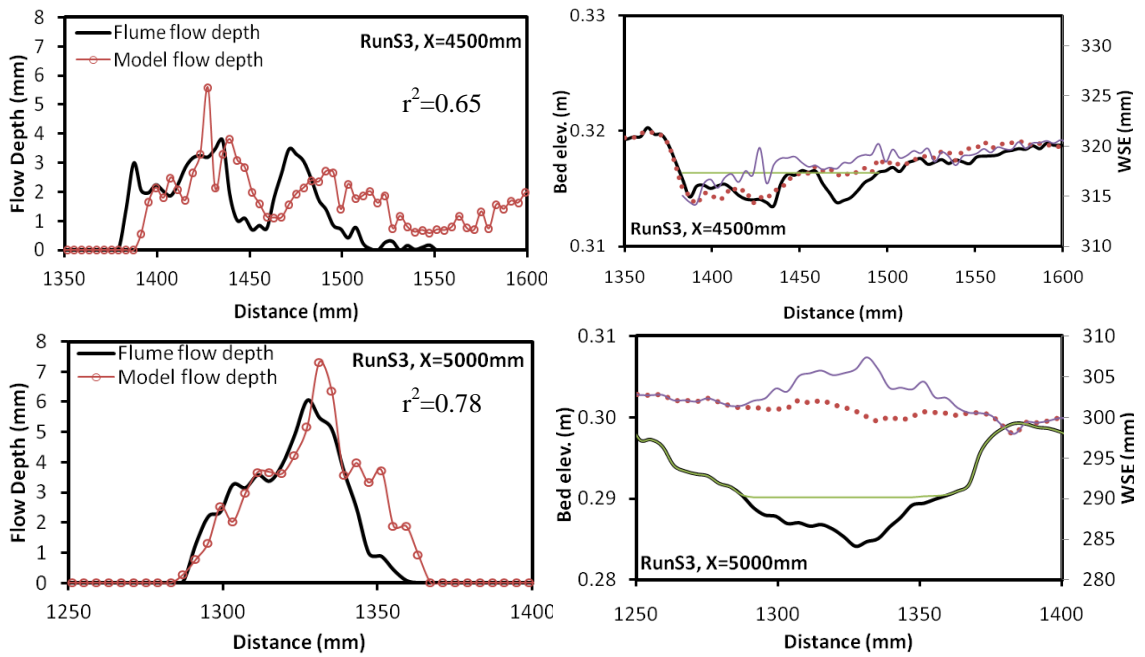 8
7
6
5
4
3
2
1
0
Flow Depth (mm)
Flume flow depth
Model flow depth
RunS3, X=4500mm
r²=0.65
1350 1400 1450 1500 1550 1600
Distance (mm)
0.33
0.32
0.31
Bed elev. (m)
330
325
320
315
310
WSE (mm)
RunS3, X=4500mm
1350 1400 1450 1500 1550 1600
Distance (mm)
8
7
6
5
4
3
2
1
0
Flow Depth (mm)
Flume flow depth
Model flow depth
RunS3, X=5000mm
r²=0.78
1250 1300 1350 1400
Distance (mm)
0.31
0.30
0.29
0.28
Bed elev. (m)
310
305
300
295
290
285
280
WSE (mm)
RunS3, X=5000mm
1250 1300 1350 1400
Distance (mm)